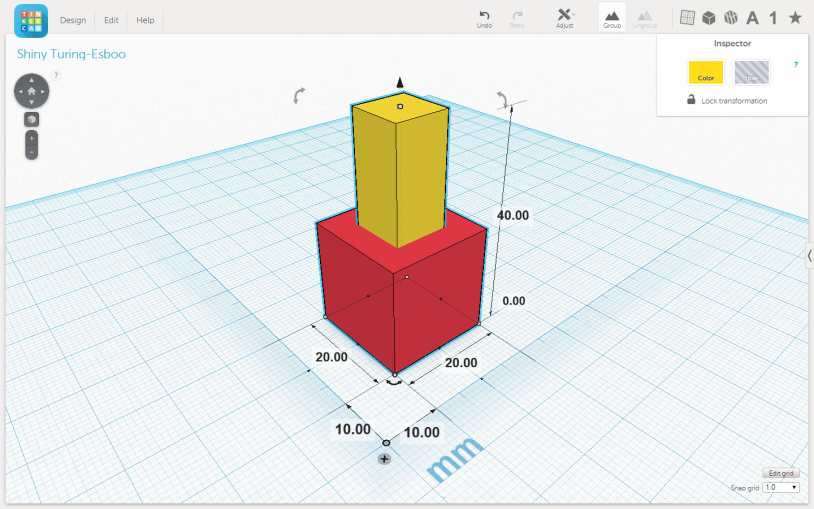 TIN
KER
CAD
Design
Edit
Help
Undo
Redo
Adjust
Group
Ungroup
A
1
Shiny Turing-Esboo
?
Inspector
?
Color
Hole
Lock transformation
+
-
40.00
0.00
20.00
20.00
10.00
10.00
mm
Edit grid
Snap grid 1.0